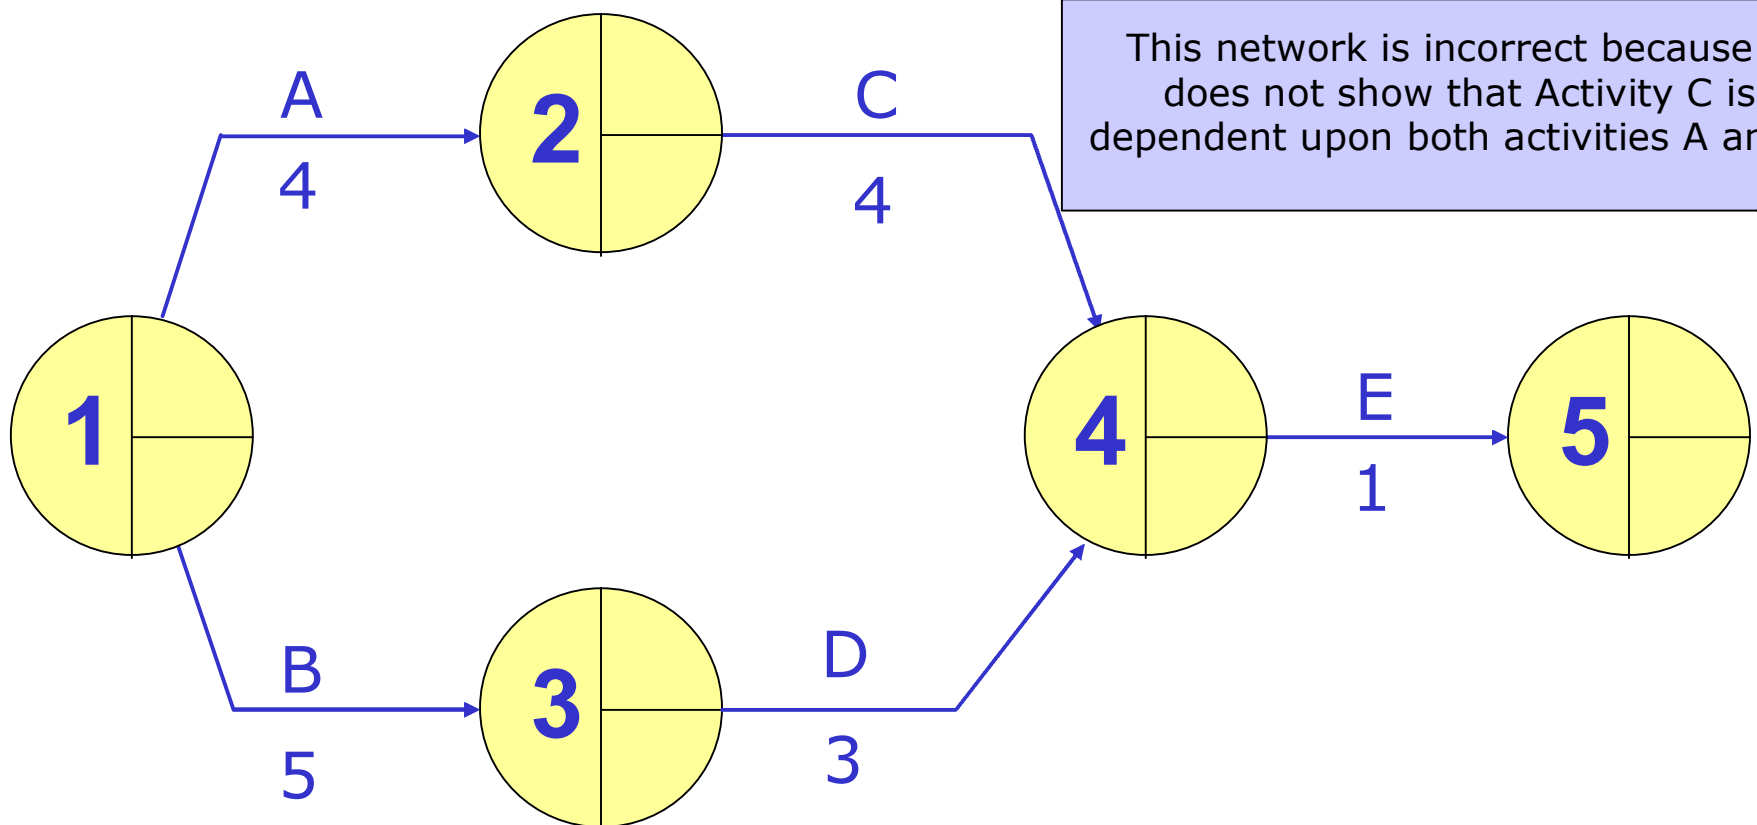 This network is incorrect because
does not show that Activity C is
dependent upon both activities A
A
4
C
4
2
1
4
E
1
5
B
5
3
D
3